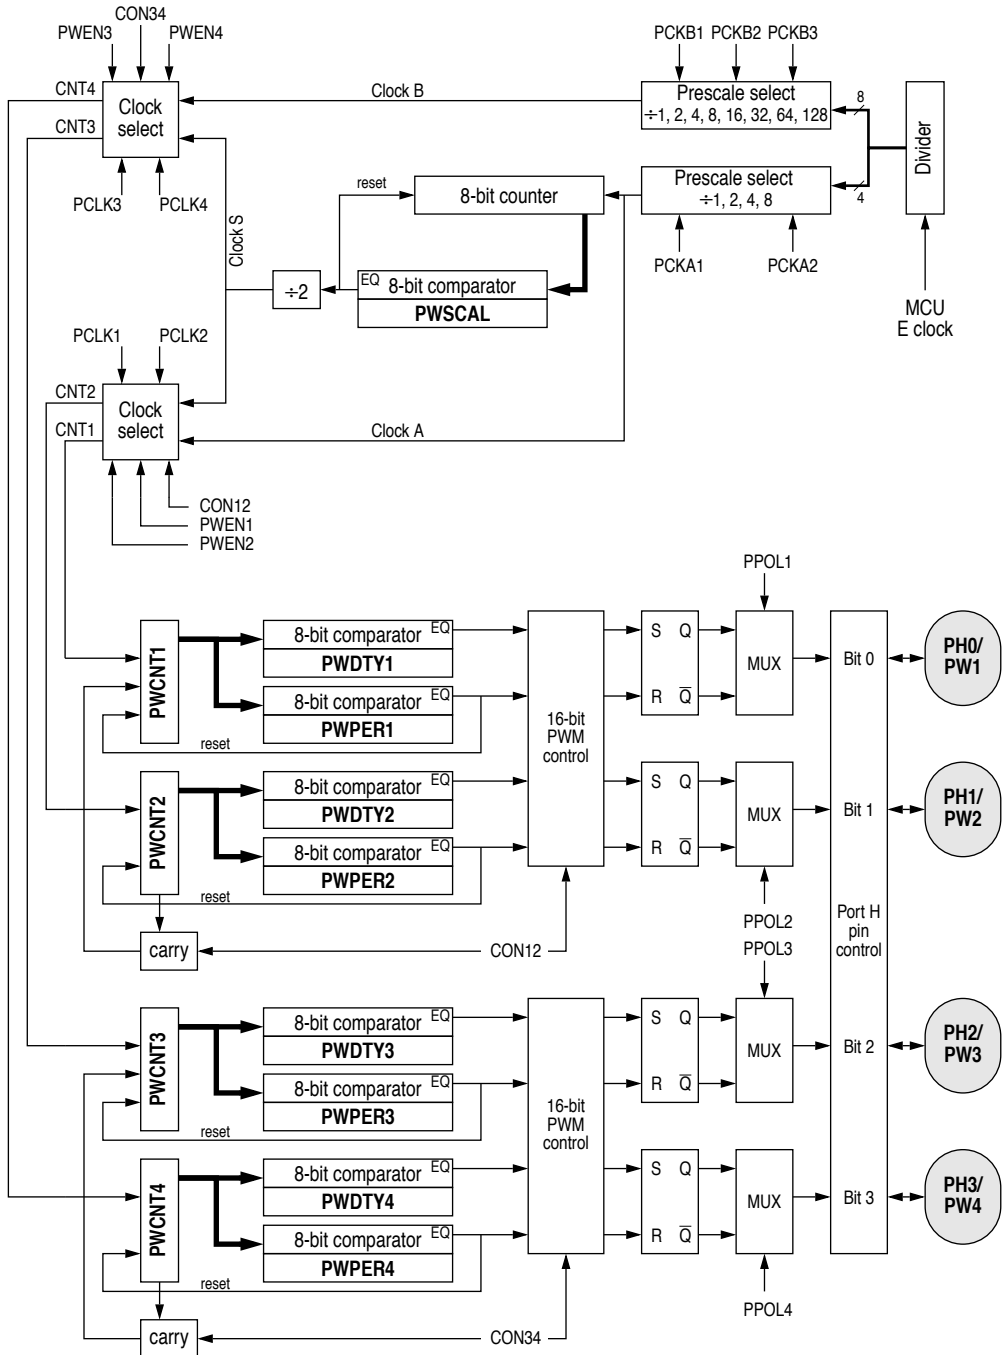 CON34
PWEN3
PWEN4
PCKB1
PCKB2
PCKB3
CNT4
Clock
select
Clock B
Prescale select
÷1, 2, 4, 8, 16, 32, 64, 128
8
Divider
CNT3
reset
8-bit counter
Prescale select
÷1, 2, 4, 8
4
PCLK3
PCLK4
Clock S
PCKA1
PCKA2
÷2
EQ
8-bit comparator
PWSCAL
MCU
E clock
PCLK1
PCLK2
CNT2
Clock
select
CNT1
Clock A
CON12
PWEN1
PWEN2
PPOL1
PWCNT1
8-bit comparator
EQ
PWDTY1
8-bit comparator
EQ
PWPER1
reset
16-bit
PWM
control
S Q
R Q̅
MUX
Bit 0
PH0/
PW1
PWCNT2
8-bit comparator
EQ
PWDTY2
8-bit comparator
EQ
PWPER2
reset
S Q
R Q̅
MUX
Bit 1
PH1/
PW2
carry
CON12
PPOL2
PPOL3
Port H
pin
control
PWCNT3
8-bit comparator
EQ
PWDTY3
8-bit comparator
EQ
PWPER3
reset
16-bit
PWM
control
S Q
R Q̅
MUX
Bit 2
PH2/
PW3
PWCNT4
8-bit comparator
EQ
PWDTY4
8-bit comparator
EQ
PWPER4
reset
S Q
R Q̅
MUX
Bit 3
PH3/
PW4
carry
CON34
PPOL4